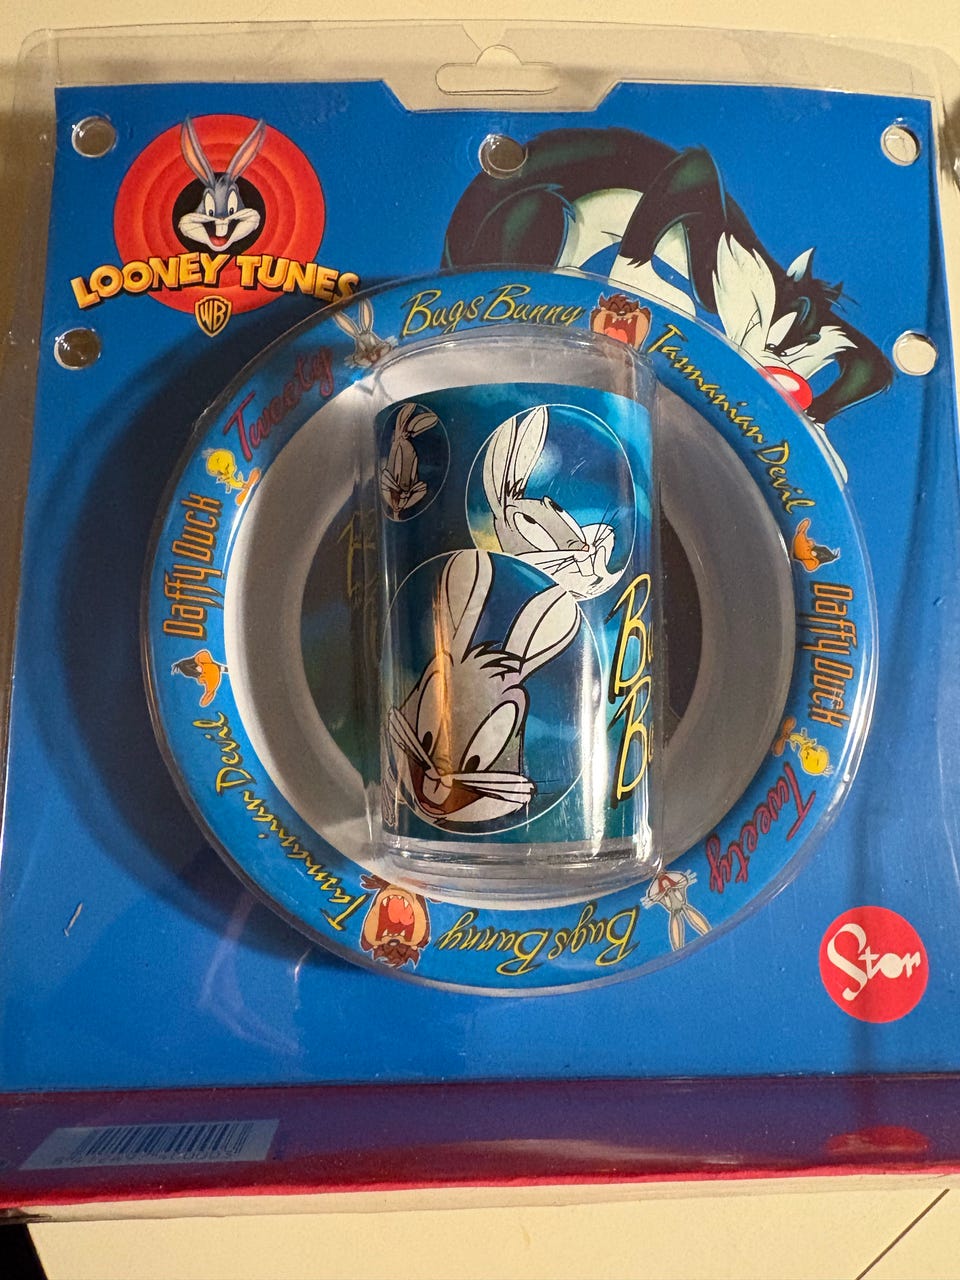 LOONEY TUNES
WB
Bugs Bunny
Tasmanian Devil
Daffy Duck
Tweety
Bugs Bunny
Tasmanian Devil
Daffy Duck
Tweety
Stor